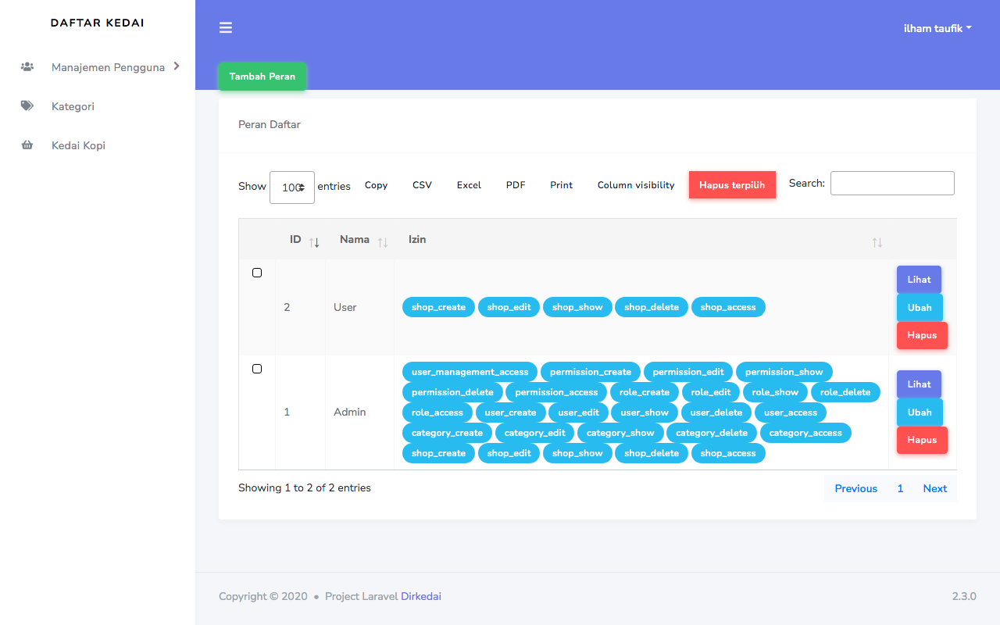 DAFTAR KEDAI
ilham taufik
Manajemen Pengguna
Kategori
Kedai Kopi
Tambah Peran
Peran Daftar
Show 100 entries Copy CSV Excel PDF Print Column visibility Hapus terpilih Search:
ID Nama Izin
2 User shop_create shop_edit shop_show shop_delete shop_access
Lihat
Ubah
Hapus
1 Admin
user_management_access permission_create permission_edit permission_show
permission_delete permission_access role_create role_edit role_show role_delete
role_access user_create user_edit user_show user_delete user_access
category_create category_edit category_show category_delete category_access
shop_create shop_edit shop_show shop_delete shop_access
Lihat
Ubah
Hapus
Showing 1 to 2 of 2 entries
Previous 1 Next
Copyright © 2020 • Project Laravel Dirkedai
2.3.0